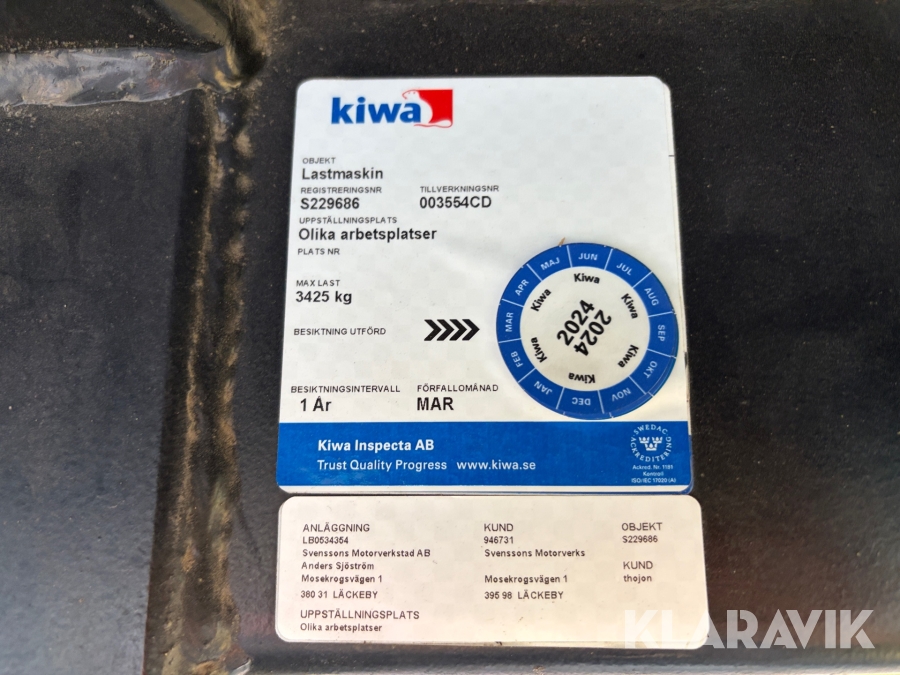 kiwa
OBJEKT
Lastmaskin
REGISTRERINGSNR TILLVERKNINGSNR
S229686 003554CD
UPPSTÄLLNINGSPLATS
Olika arbetsplatser
PLATS NR
MAX LAST
3425 kg
BESIKTNING UTFÖRD
JAN FEB MAR APR MAJ JUN JUL AUG SEP OKT NOV DEC
Kiwa Kiwa Kiwa Kiwa Kiwa Kiwa
2024
2024
BESIKTNINGSINTERVALL FÖRFALLOMÅNAD
1 År MAR
Kiwa Inspecta AB
Trust Quality Progress www.kiwa.se
SWEDAC
ACKREDITERING
Ackred. Nr. 1191
Kontroll
ISO/IEC 17020 (A)
ANLÄGGNING KUND OBJEKT
LB0534354 946731 S229686
Svenssons Motorverkstad AB Svenssons Motorverks
Anders Sjöström KUND
Mosekrogsvägen 1 Mosekrogsvägen 1 thojon
380 31 LÄCKEBY 395 98 LÄCKEBY
UPPSTÄLLNINGSPLATS
Olika arbetsplatser
KLARAVIK